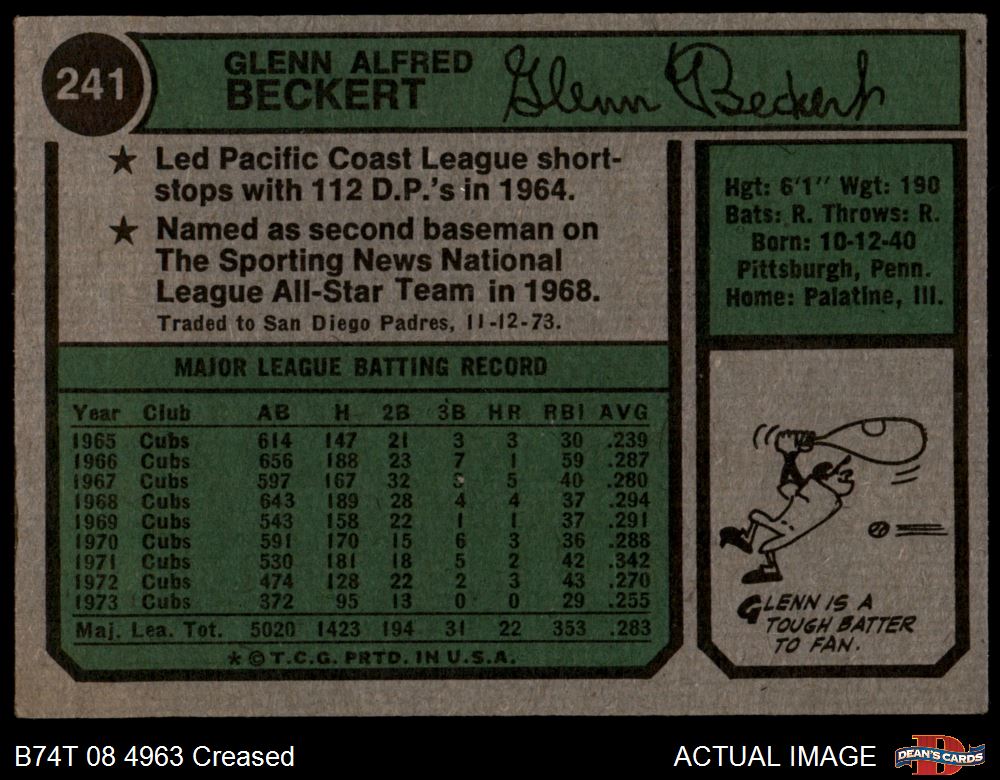 241
GLENN ALFRED
BECKERT
Glenn Beckert
★ Led Pacific Coast League short-
stops with 112 D.P.'s in 1964.
★ Named as second baseman on
The Sporting News National
League All-Star Team in 1968.
Traded to San Diego Padres, 11-12-73.
Hgt: 6'1" Wgt: 190
Bats: R. Throws: R.
Born: 10-12-40
Pittsburgh, Penn.
Home: Palatine, Ill.
MAJOR LEAGUE BATTING RECORD
Year Club AB H 2B 3B HR RBI AVG
1965 Cubs 614 147 21 3 3 30 .239
1966 Cubs 656 188 23 7 1 59 .287
1967 Cubs 597 167 32 5 40 .280
1968 Cubs 643 189 28 4 4 37 .294
1969 Cubs 543 158 22 1 1 37 .291
1970 Cubs 591 170 15 6 3 36 .288
1971 Cubs 530 181 18 5 2 42 .342
1972 Cubs 474 128 22 2 3 43 .270
1973 Cubs 372 95 13 0 0 29 .255
Maj. Lea. Tot. 5020 1423 194 31 22 353 .283
* © T.C.G. PRTD. IN U.S.A.
GLENN IS A
TOUGH BATTER
TO FAN.
B74T 08 4963 Creased
ACTUAL IMAGE
D
DEAN'S CARDS